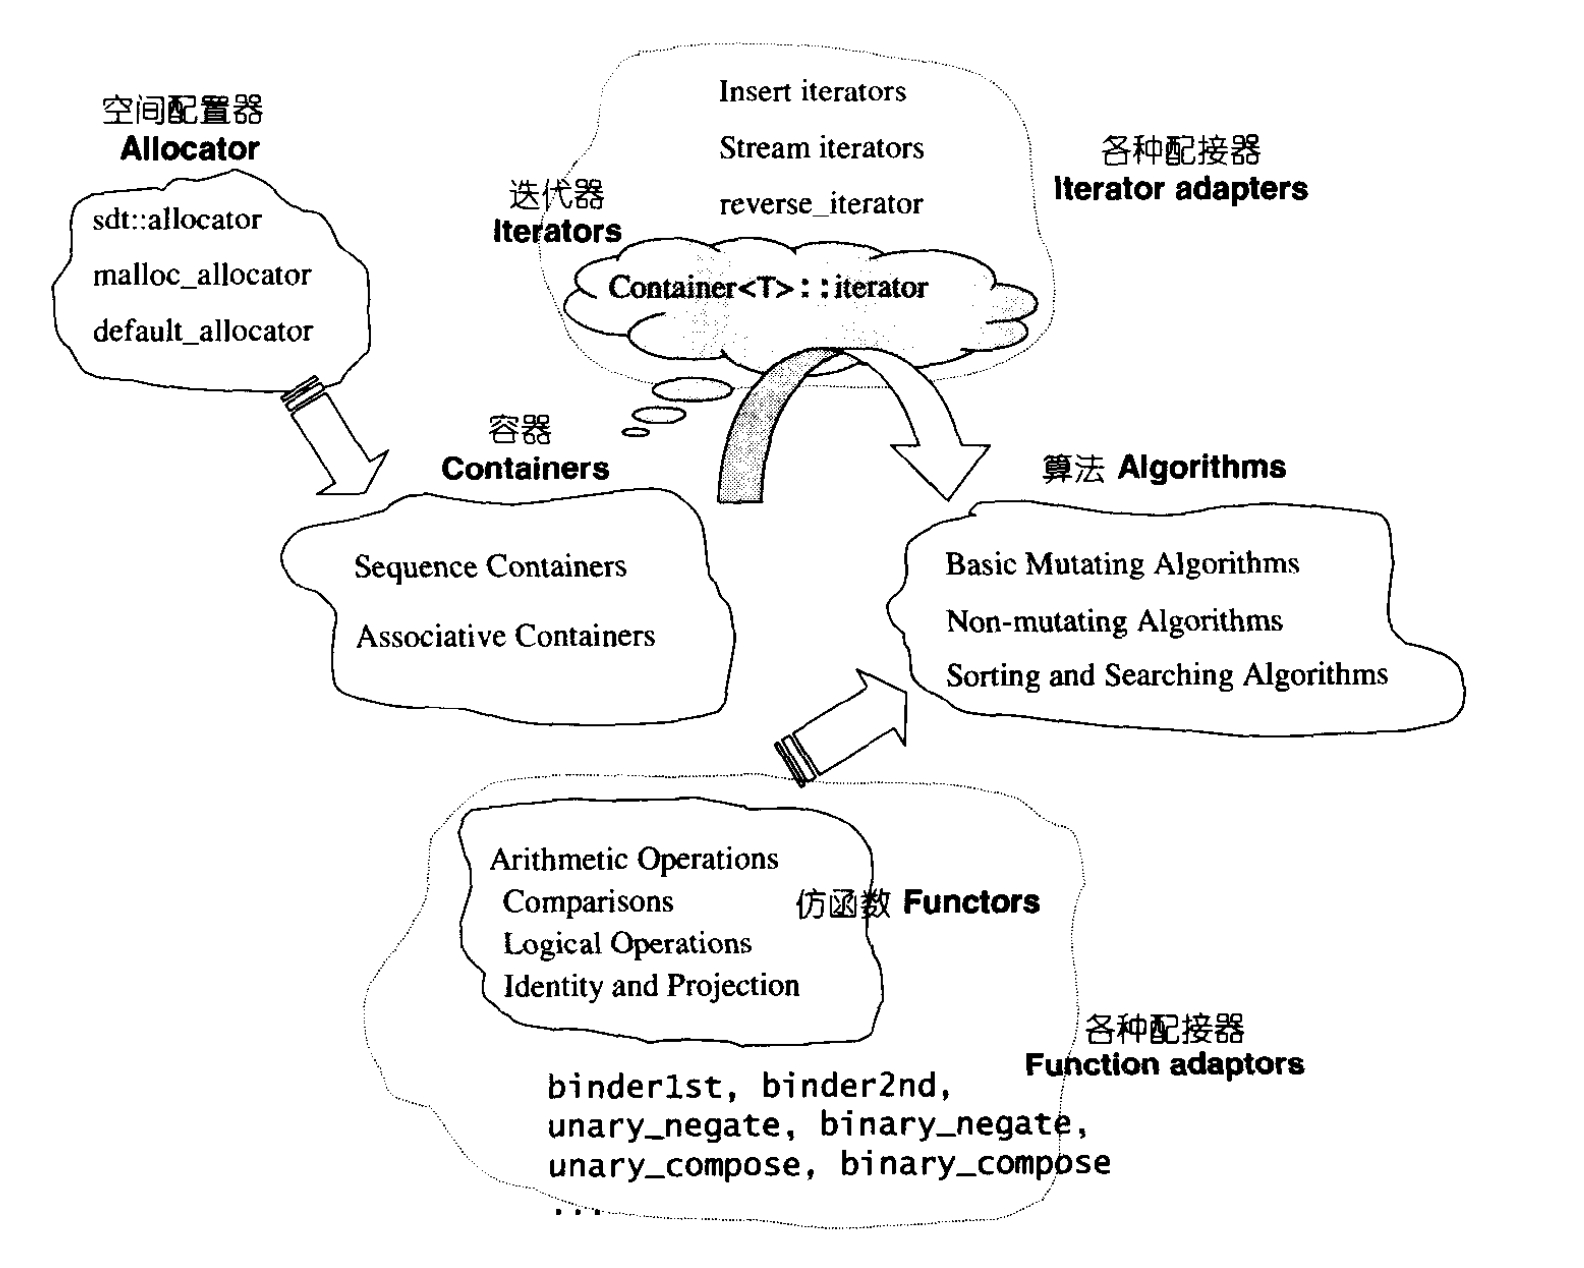 空间配置器
Allocator
sdt::allocator
malloc_allocator
default_allocator
Insert iterators
Stream iterators
reverse_iterator
各种配接器
Iterator adapters
迭代器
Iterators
Container<T>::iterator
容器
Containers
Sequence Containers
Associative Containers
算法 Algorithms
Basic Mutating Algorithms
Non-mutating Algorithms
Sorting and Searching Algorithms
Arithmetic Operations
Comparisons
Logical Operations
Identity and Projection
仿函数 Functors
各种配接器
Function adaptors
binder1st, binder2nd,
unary_negate, binary_negate,
unary_compose, binary_compose
...